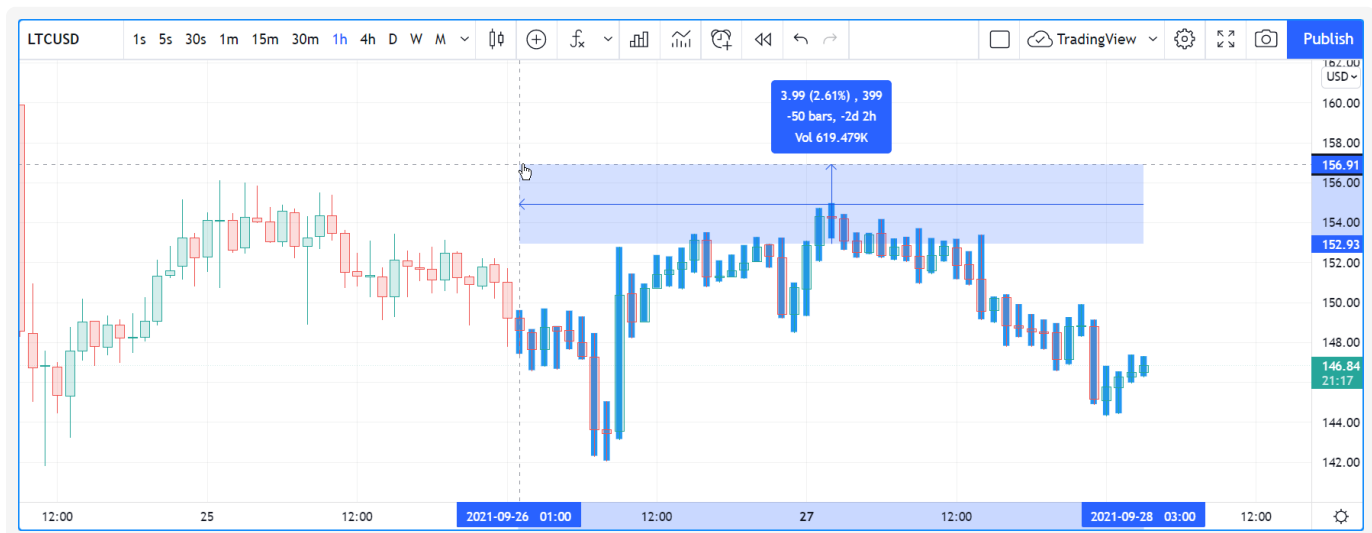 LTCUSD 1s 5s 30s 1m 15m 30m 1h 4h D W M fx TradingView Publish
162.00
USD
160.00
158.00
156.91
156.00
154.00
152.93
152.00
150.00
148.00
146.84
21:17
144.00
142.00
3.99 (2.61%) , 399
-50 bars, -2d 2h
Vol 619.479K
12:00 25 12:00 2021-09-26 01:00 12:00 27 12:00 2021-09-28 03:00 12:00